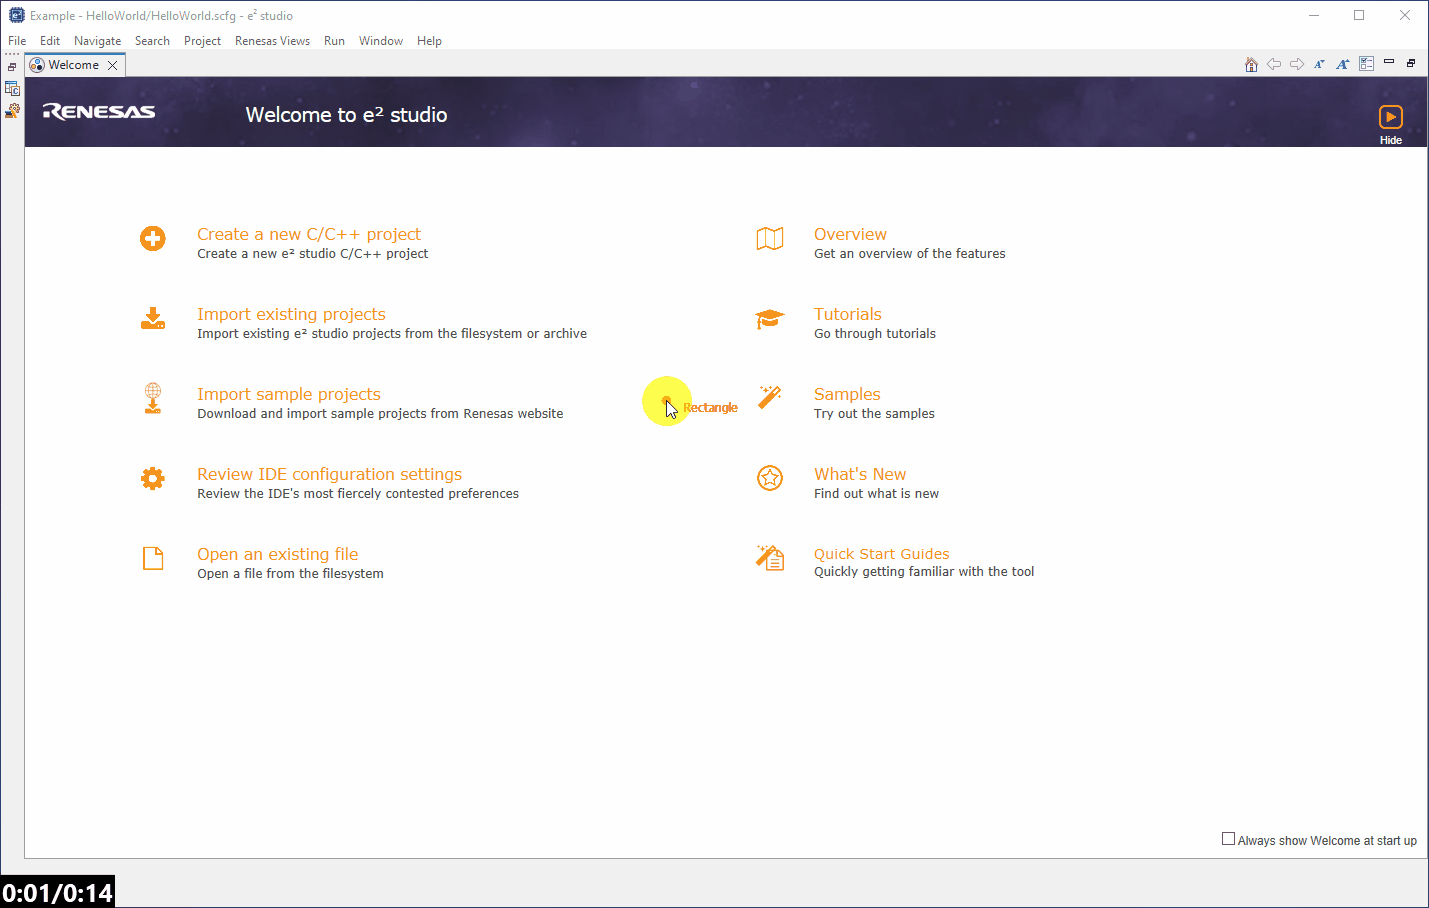 Example - HelloWorld/HelloWorld.scfg - e² studio
File Edit Navigate Search Project Renesas Views Run Window Help
Welcome
RENESAS
Welcome to e² studio
Hide
Create a new C/C++ project
Create a new e² studio C/C++ project
Import existing projects
Import existing e² studio projects from the filesystem or archive
Import sample projects
Download and import sample projects from Renesas website
Review IDE configuration settings
Review the IDE's most fiercely contested preferences
Open an existing file
Open a file from the filesystem
Rectangle
Overview
Get an overview of the features
Tutorials
Go through tutorials
Samples
Try out the samples
What's New
Find out what is new
Quick Start Guides
Quickly getting familiar with the tool
Always show Welcome at start up
0:01/0:14